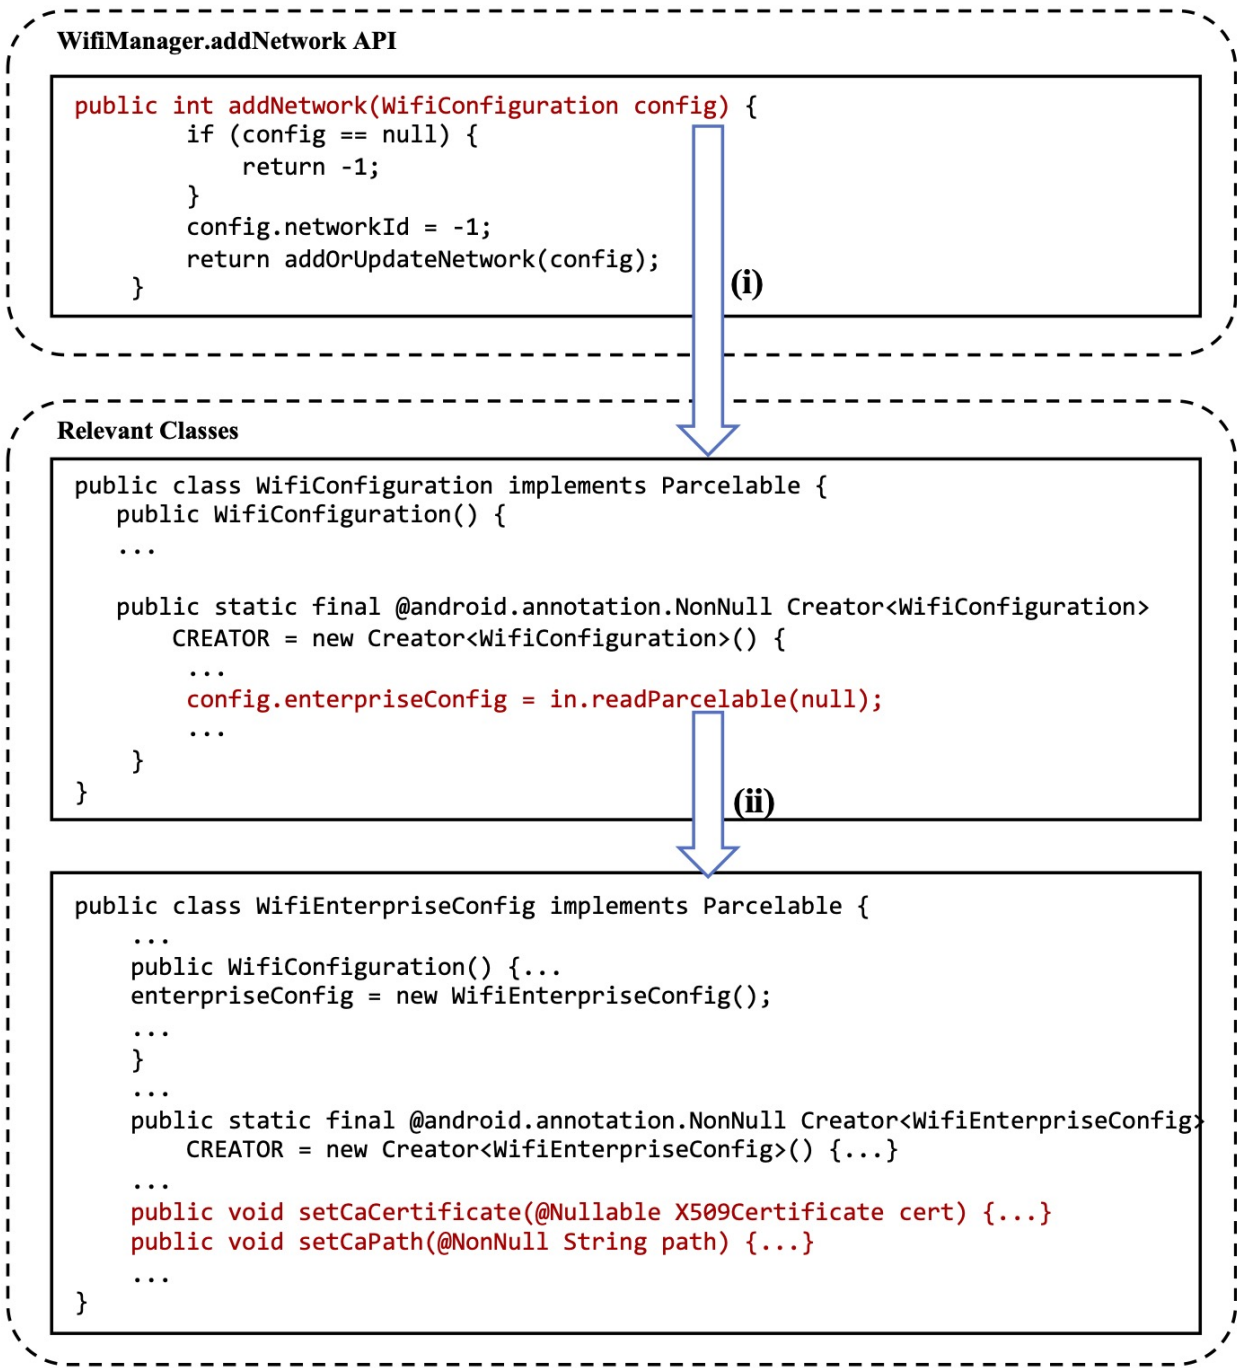 WifiManager.addNetwork API
public int addNetwork(WifiConfiguration config) {
if (config == null) {
return -1;
}
config.networkId = -1;
return addOrUpdateNetwork(config);
}
(i)
Relevant Classes
public class WifiConfiguration implements Parcelable {
public WifiConfiguration() {
...
public static final @android.annotation.NonNull Creator<WifiConfiguration>
CREATOR = new Creator<WifiConfiguration>() {
...
config.enterpriseConfig = in.readParcelable(null);
...
}
}
(ii)
public class WifiEnterpriseConfig implements Parcelable {
...
public WifiConfiguration() {...
enterpriseConfig = new WifiEnterpriseConfig();
...
}
...
public static final @android.annotation.NonNull Creator<WifiEnterpriseConfig>
CREATOR = new Creator<WifiEnterpriseConfig>() {...}
...
public void setCaCertificate(@Nullable X509Certificate cert) {...}
public void setCaPath(@NonNull String path) {...}
...
}